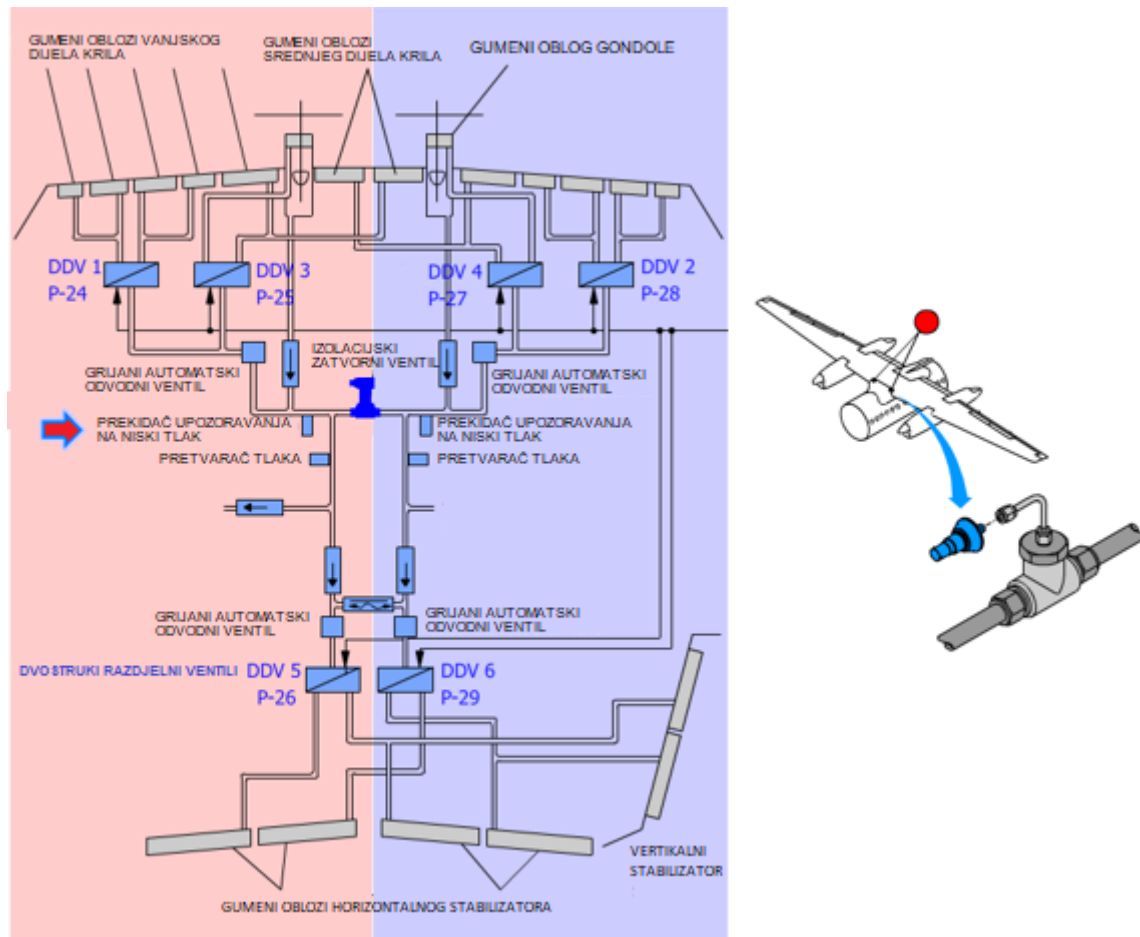 GUMENI OBLOZI VANJSKOG
DIJELA KRILA
GUMENI OBLOZI
SREDNJEG DIJELA KRILA
GUMENI OBLOG GONDOLE
DDV 1
P-24
DDV 3
P-25
DDV 4
P-27
DDV 2
P-28
GRIJANI AUTOMATSKI
ODVODNI VENTIL
IZOLACIJSKI
ZATVORNI VENTIL
GRIJANI AUTOMATSKI
ODVODNI VENTIL
PREKIDAČ UPOZORAVANJA
NA NISKI TLAK
PREKIDAČ UPOZORAVANJA
NA NISKI TLAK
PRETVARAČ TLAKA
PRETVARAČ TLAKA
GRIJANI AUTOMATSKI
ODVODNI VENTIL
GRIJANI AUTOMATSKI
ODVODNI VENTIL
DVOSTRUKI RAZDJELNI VENTILI
DDV 5
P-26
DDV 6
P-29
VERTIKALNI
STABILIZATOR
GUMENI OBLOZI HORIZONTALNOG STABILIZATORA